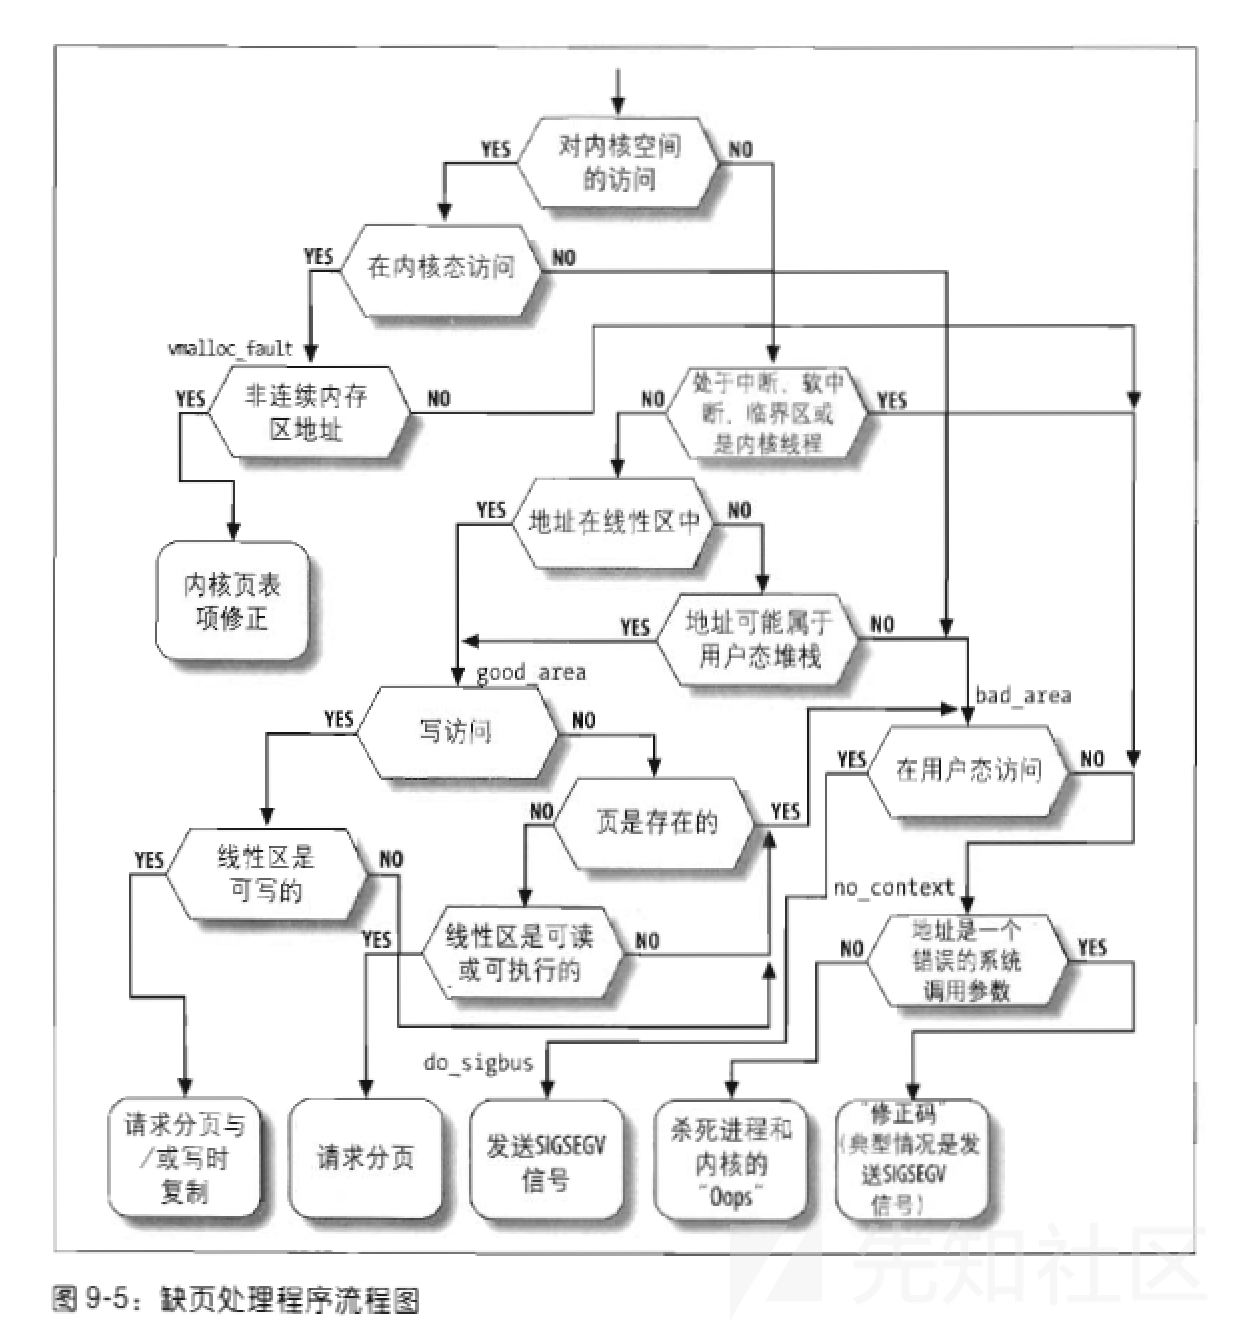 对内核空间
的访问
YES
NO
在内核态访问
YES
NO
vmalloc_fault
非连续内存
区地址
YES
NO
处于中断、软中
断、临界区或
是内核线程
NO
YES
地址在线性区中
YES
NO
内核页表
项修正
地址可能属于
用户态堆栈
YES
NO
good_area
bad_area
写访问
YES
NO
在用户态访问
YES
NO
页是存在的
NO
YES
线性区是
可写的
YES
NO
no_context
线性区是可读
或可执行的
YES
NO
地址是一个
错误的系统
调用参数
NO
YES
do_sigbus
请求分页与
/或写时
复制
请求分页
发送SIGSEGV
信号
杀死进程和
内核的
“Oops”
“修正码”
(典型情况是发
送SIGSEGV
信号)
先知社区
图 9-5：缺页处理程序流程图